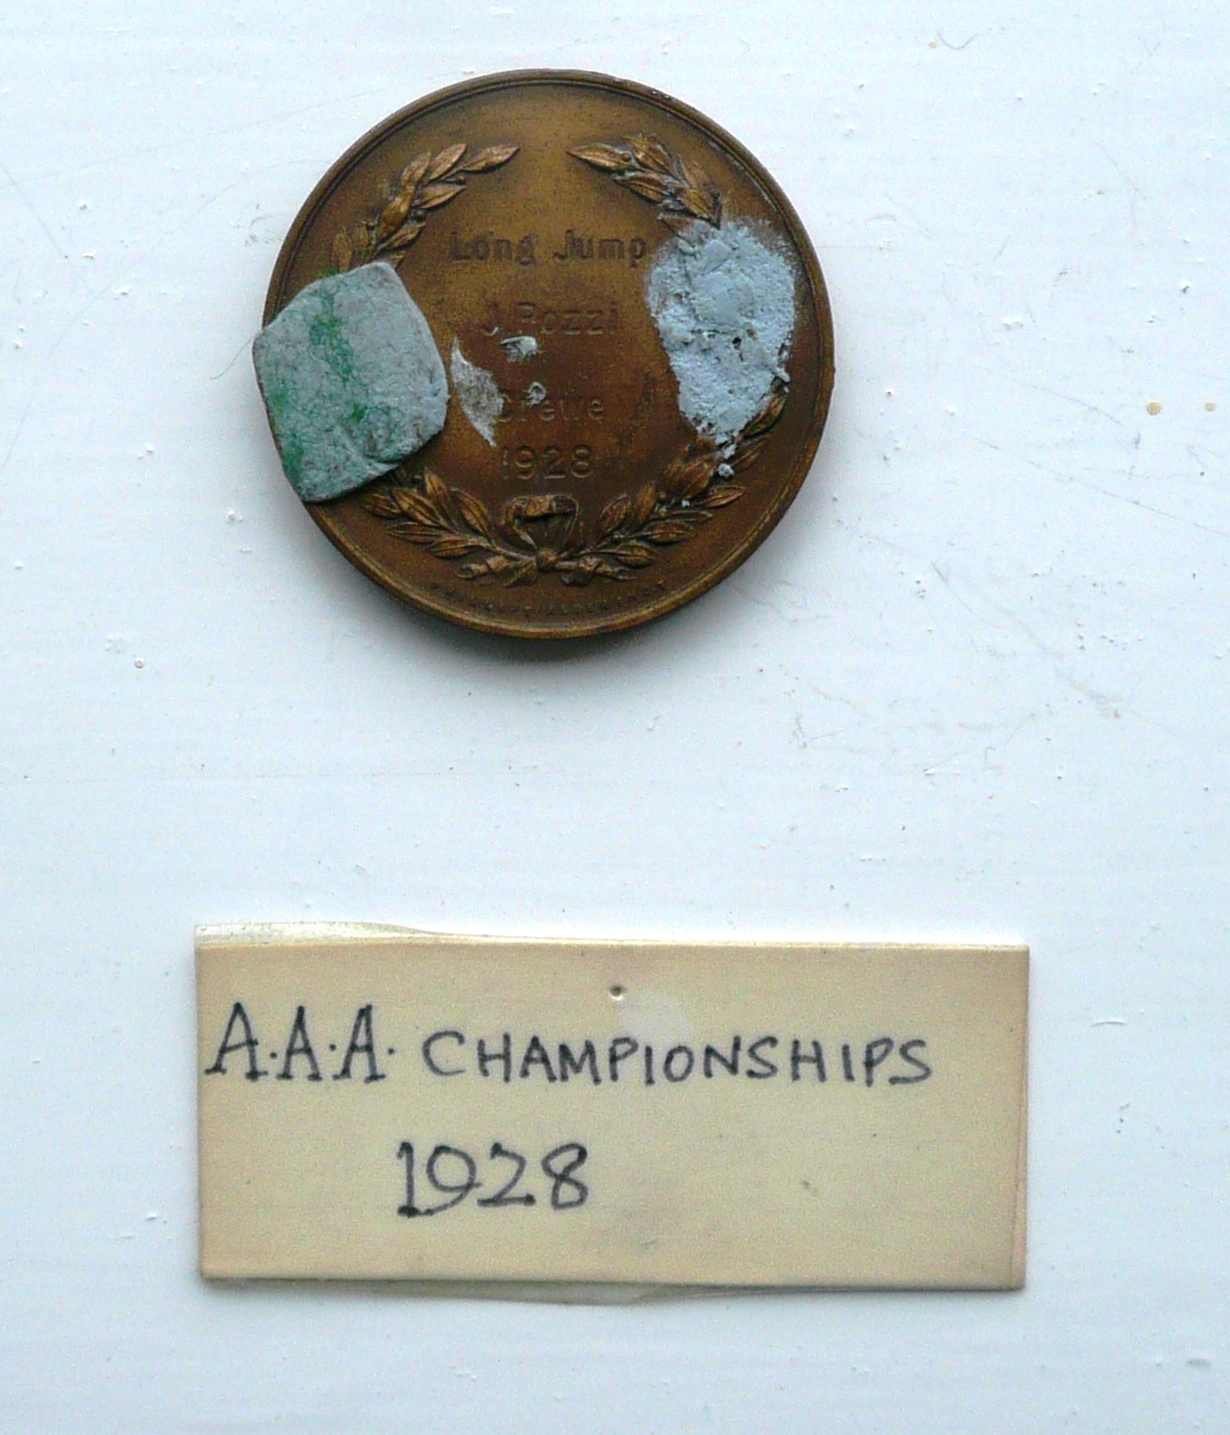 Long Jump
J. Pozzi
Crewe
1928
A.A.A. CHAMPIONSHIPS
1928